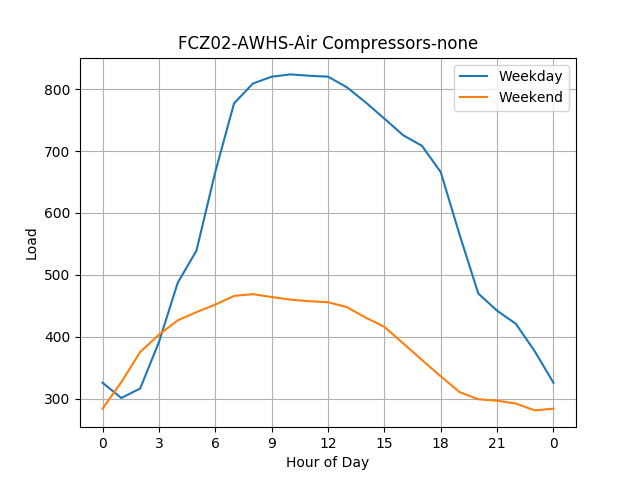 FCZ02-AWHS-Air Compressors-none
Weekday
Weekend
Load
800
700
600
500
400
300
0 3 6 9 12 15 18 21 0
Hour of Day